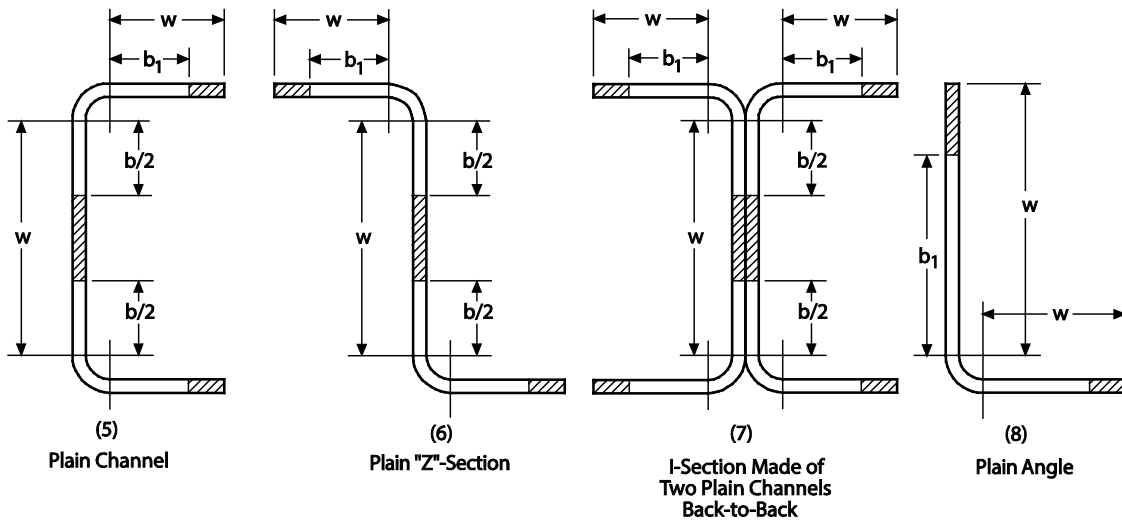 w
w
w
w
b₁
b₁
b₁
b₁
b/2
b/2
b/2
w
w
w
w
b₁
w
b/2
b/2
b/2
(5)
Plain Channel
(6)
Plain "Z"-Section
(7)
I-Section Made of
Two Plain Channels
Back-to-Back
(8)
Plain Angle